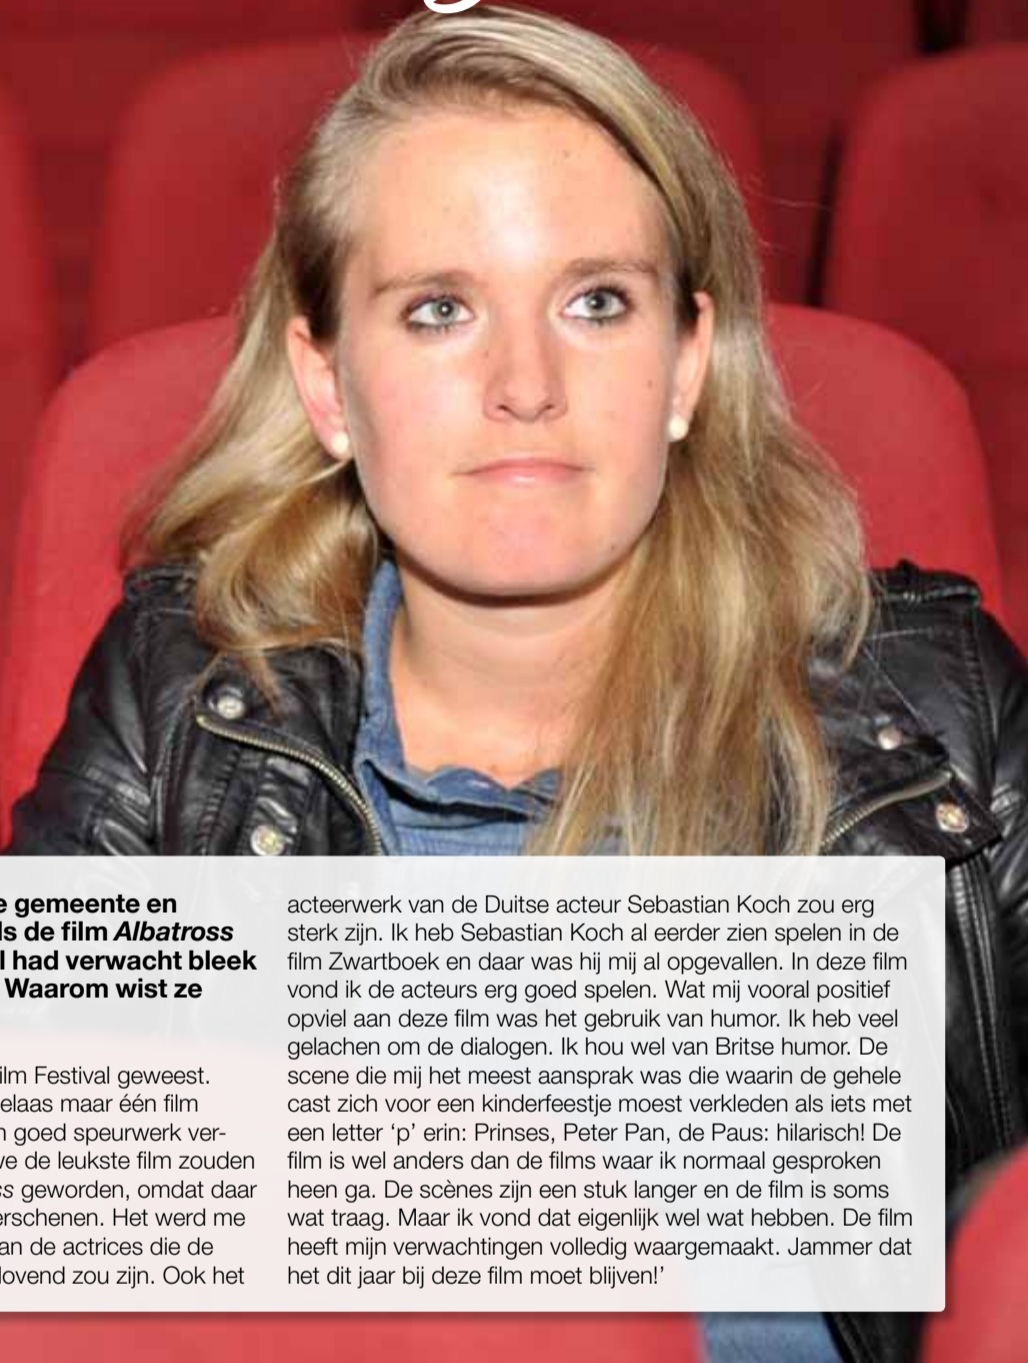 e gemeente en
ls de film Albatross
l had verwacht bleek
Waarom wist ze
ilm Festival geweest.
elaas maar één film
n goed speurwerk ver-
we de leukste film zouden
ss geworden, omdat daar
erschenen. Het werd me
an de actrices die de
lovend zou zijn. Ook het
acteerwerk van de Duitse acteur Sebastian Koch zou erg
sterk zijn. Ik heb Sebastian Koch al eerder zien spelen in de
film Zwartboek en daar was hij mij al opgevallen. In deze film
vond ik de acteurs erg goed spelen. Wat mij vooral positief
opviel aan deze film was het gebruik van humor. Ik heb veel
gelachen om de dialogen. Ik hou wel van Britse humor. De
scene die mij het meest aansprak was die waarin de gehele
cast zich voor een kinderfeestje moest verkleden als iets met
een letter ‘p’ erin: Prinses, Peter Pan, de Paus: hilarisch! De
film is wel anders dan de films waar ik normaal gesproken
heen ga. De scènes zijn een stuk langer en de film is soms
wat traag. Maar ik vond dat eigenlijk wel wat hebben. De film
heeft mijn verwachtingen volledig waargemaakt. Jammer dat
het dit jaar bij deze film moet blijven!’